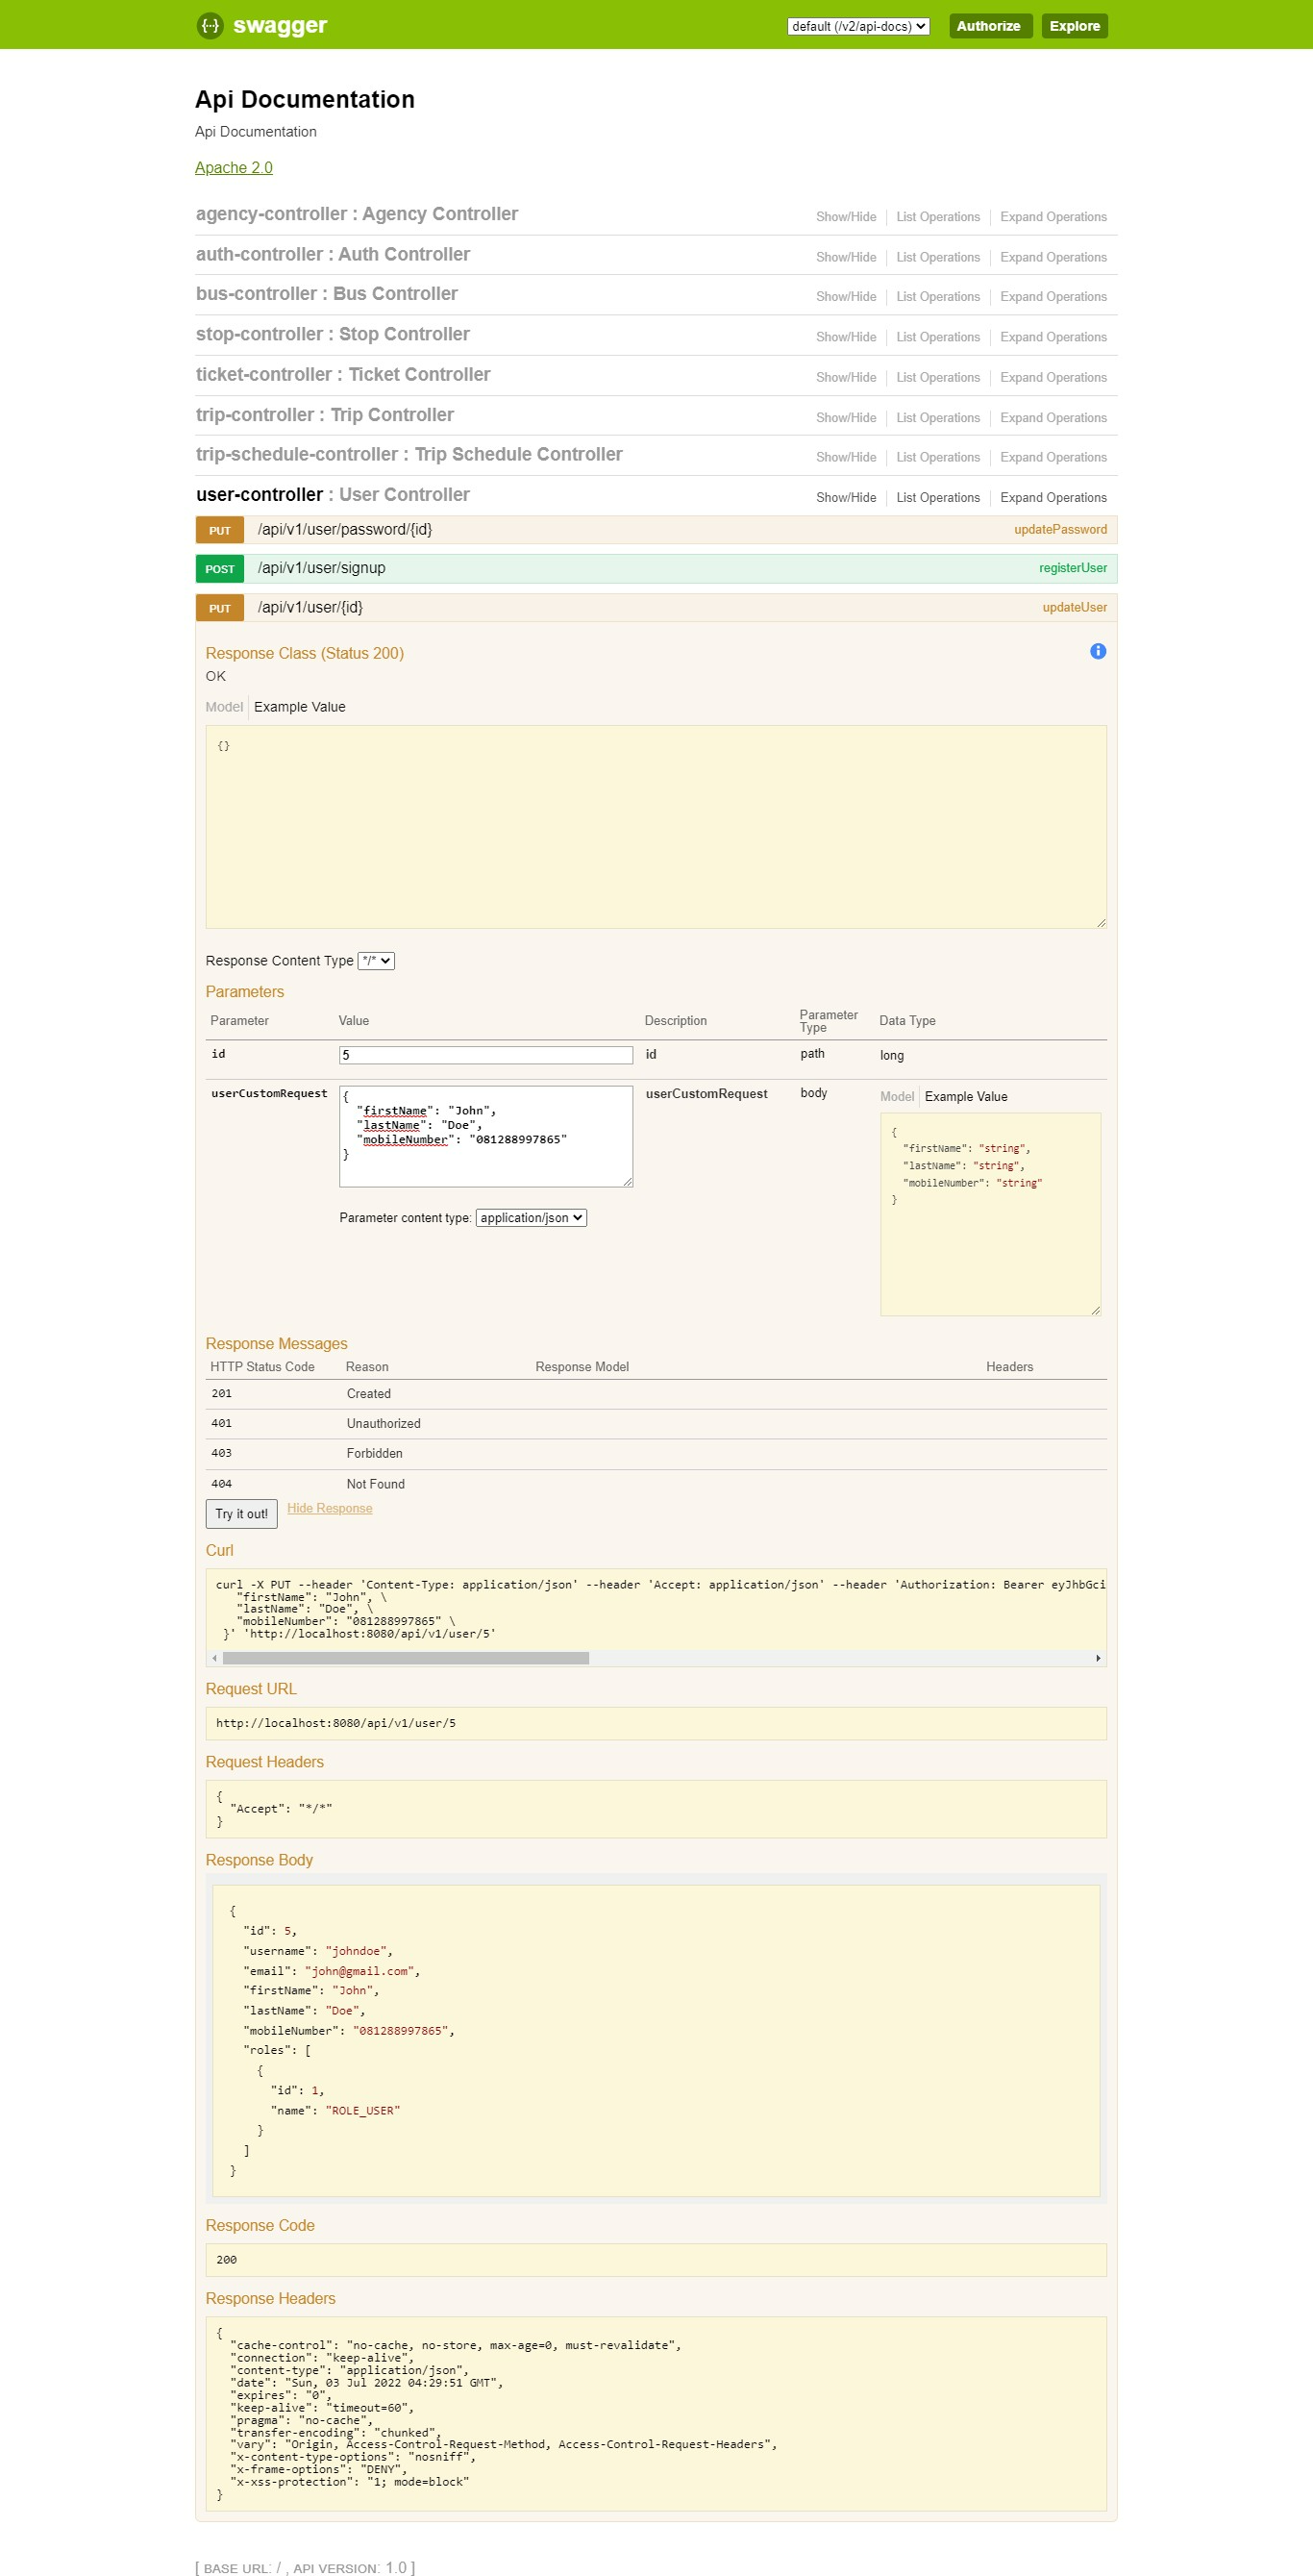 {···} swagger default (/v2/api-docs) Authorize Explore
Api Documentation
Api Documentation
Apache 2.0
agency-controller : Agency Controller Show/Hide List Operations Expand Operations
auth-controller : Auth Controller Show/Hide List Operations Expand Operations
bus-controller : Bus Controller Show/Hide List Operations Expand Operations
stop-controller : Stop Controller Show/Hide List Operations Expand Operations
ticket-controller : Ticket Controller Show/Hide List Operations Expand Operations
trip-controller : Trip Controller Show/Hide List Operations Expand Operations
trip-schedule-controller : Trip Schedule Controller Show/Hide List Operations Expand Operations
user-controller : User Controller Show/Hide List Operations Expand Operations
PUT /api/v1/user/password/{id} updatePassword
POST /api/v1/user/signup registerUser
PUT /api/v1/user/{id} updateUser
Response Class (Status 200)
OK
Model Example Value
{}
Response Content Type */*
Parameters
Parameter Value Description Parameter Type Data Type
id 5 id path long
userCustomRequest
{
  "firstName": "John",
  "lastName": "Doe",
  "mobileNumber": "081288997865"
}
Parameter content type: application/json
userCustomRequest body
Model Example Value
{
  "firstName": "string",
  "lastName": "string",
  "mobileNumber": "string"
}
Response Messages
HTTP Status Code Reason Response Model Headers
201 Created
401 Unauthorized
403 Forbidden
404 Not Found
Try it out! Hide Response
Curl
curl -X PUT --header 'Content-Type: application/json' --header 'Accept: application/json' --header 'Authorization: Bearer eyJhbGci
   "firstName": "John", \
   "lastName": "Doe", \
   "mobileNumber": "081288997865" \
 }' 'http://localhost:8080/api/v1/user/5'
Request URL
http://localhost:8080/api/v1/user/5
Request Headers
{
  "Accept": "*/*"
}
Response Body
{
  "id": 5,
  "username": "johndoe",
  "email": "john@gmail.com",
  "firstName": "John",
  "lastName": "Doe",
  "mobileNumber": "081288997865",
  "roles": [
    {
      "id": 1,
      "name": "ROLE_USER"
    }
  ]
}
Response Code
200
Response Headers
{
  "cache-control": "no-cache, no-store, max-age=0, must-revalidate",
  "connection": "keep-alive",
  "content-type": "application/json",
  "date": "Sun, 03 Jul 2022 04:29:51 GMT",
  "expires": "0",
  "keep-alive": "timeout=60",
  "pragma": "no-cache",
  "transfer-encoding": "chunked",
  "vary": "Origin, Access-Control-Request-Method, Access-Control-Request-Headers",
  "x-content-type-options": "nosniff",
  "x-frame-options": "DENY",
  "x-xss-protection": "1; mode=block"
}
[ BASE URL: / , API VERSION: 1.0 ]